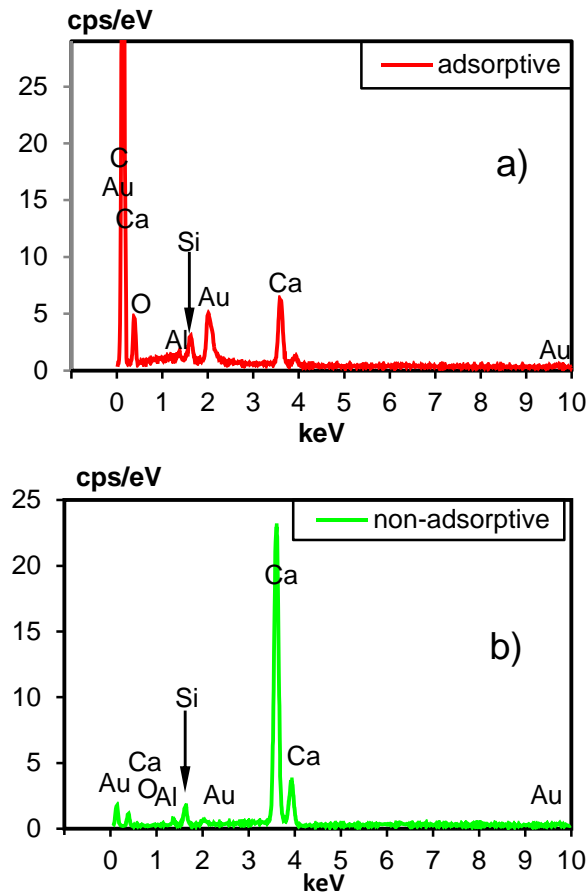 cps/eV
adsorptive
25
20
15
10
5
0
a)
C
Au
Ca
O
Al
Si
Au
Ca
Au
0 1 2 3 4 5 6 7 8 9 10
keV
cps/eV
non-adsorptive
25
20
15
10
5
0
b)
Au
Ca
O
Al
Si
Au
Ca
Ca
Au
0 1 2 3 4 5 6 7 8 9 10
keV